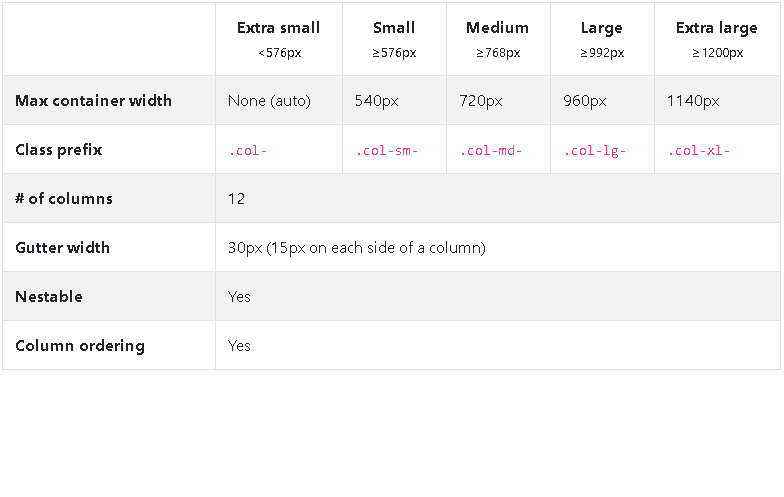 Extra small Small Medium Large Extra large
<576px ≥576px ≥768px ≥992px ≥1200px
Max container width None (auto) 540px 720px 960px 1140px
Class prefix .col- .col-sm- .col-md- .col-lg- .col-xl-
# of columns 12
Gutter width 30px (15px on each side of a column)
Nestable Yes
Column ordering Yes